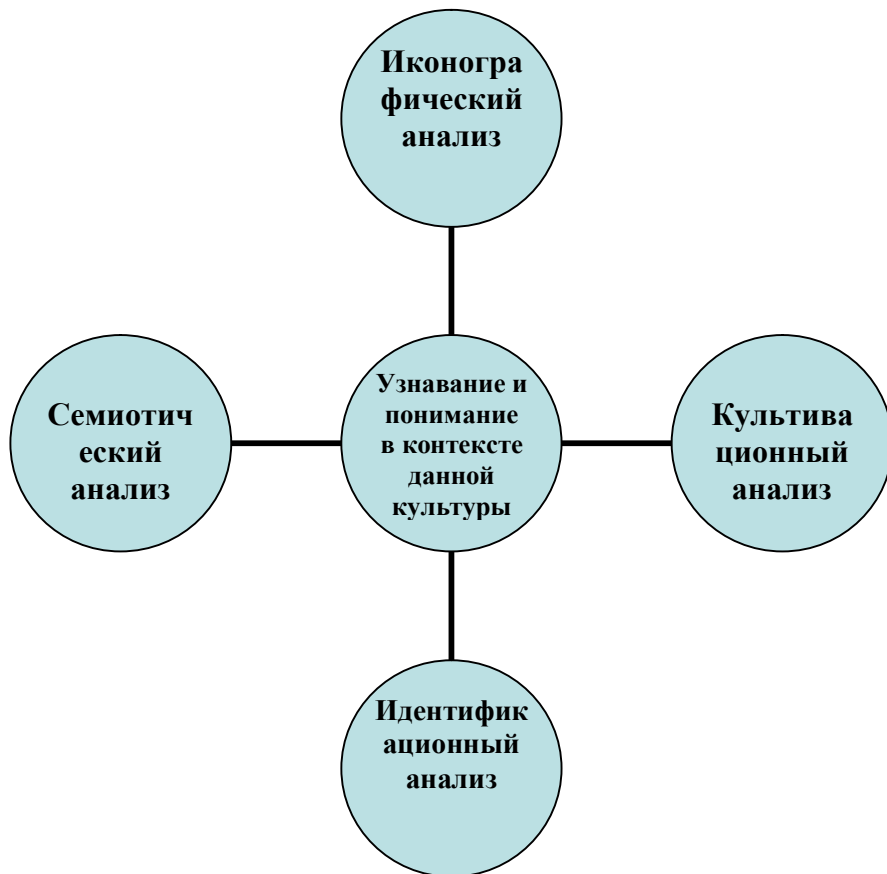 Иконогра
фический
анализ
Семиотич
еский
анализ
Узнавание и
понимание
в контексте
данной
культуры
Культива
ционный
анализ
Идентифик
ационный
анализ